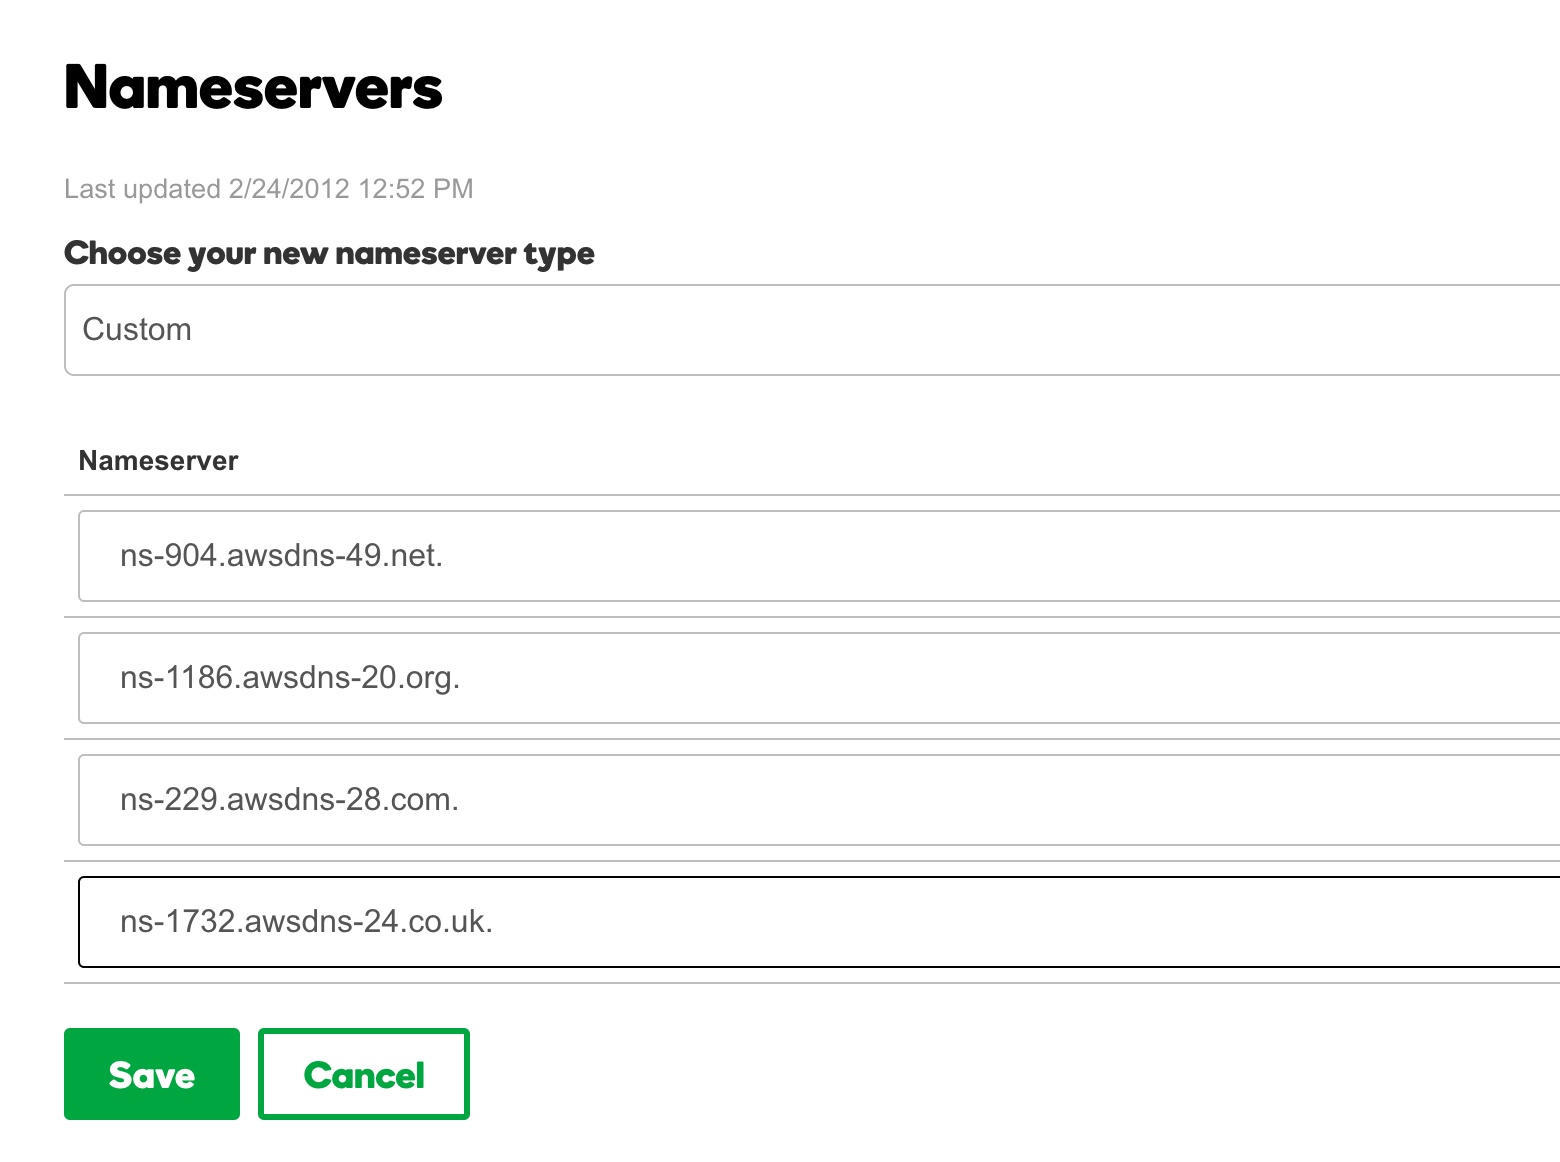 Nameservers
Last updated 2/24/2012 12:52 PM
Choose your new nameserver type
Custom
Nameserver
ns-904.awsdns-49.net.
ns-1186.awsdns-20.org.
ns-229.awsdns-28.com.
ns-1732.awsdns-24.co.uk.
Save Cancel